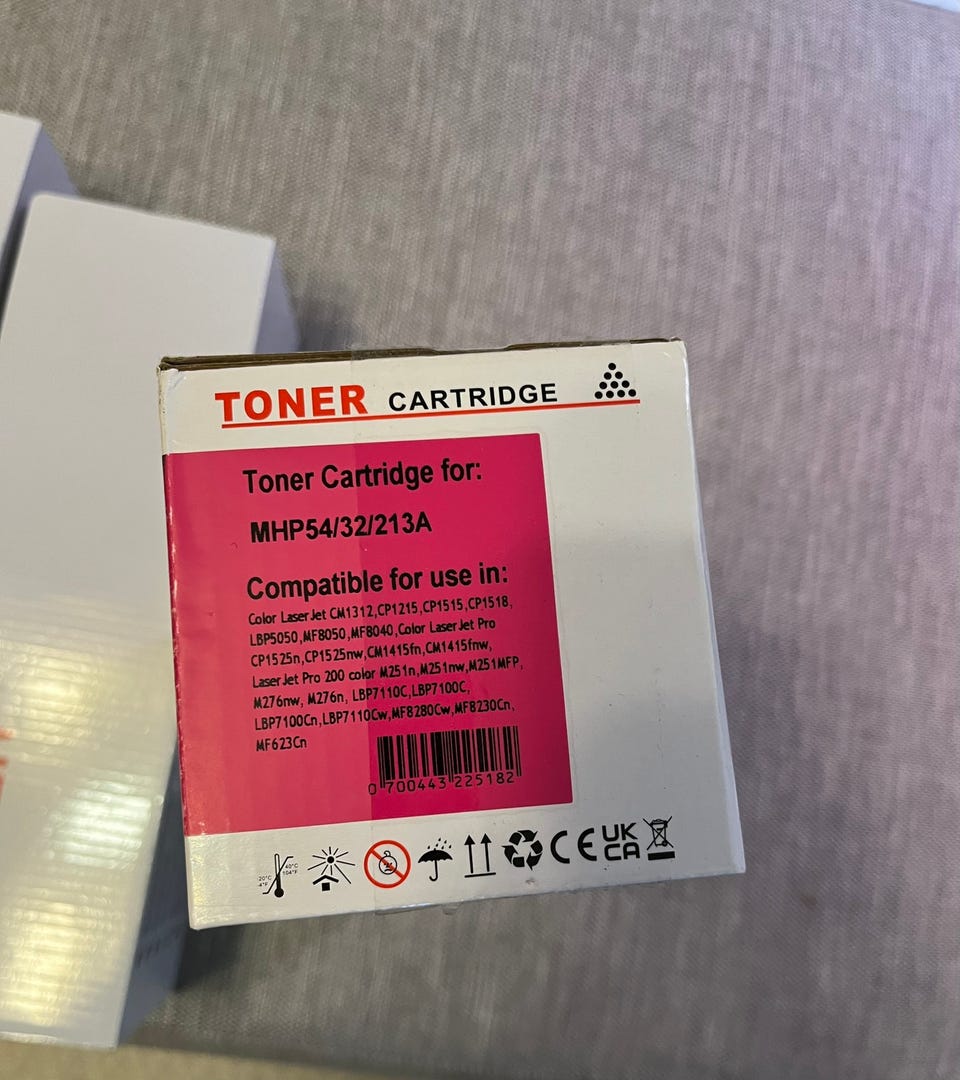 TONER CARTRIDGE
Toner Cartridge for:
MHP54/32/213A
Compatible for use in:
Color LaserJet CM1312,CP1215,CP1515,CP1518,
LBP5050,MF8050,MF8040,Color LaserJet Pro
CP1525n,CP1525nw,CM1415fn,CM1415fnw,
LaserJet Pro 200 color M251n,M251nw,M251MFP,
M276nw, M276n, LBP7110C,LBP7100C,
LBP7100Cn,LBP7110Cw,MF8280Cw,MF8230Cn,
MF623Cn
0 700443 225182
40°C
104°F
CE
UK
CA